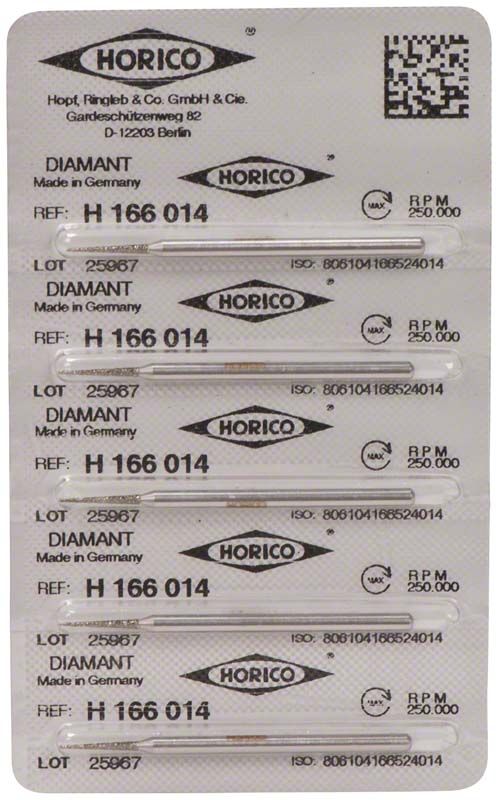 HORICO ®
Hopf, Ringleb & Co. GmbH & Cie.
Gardeschützenweg 82
D-12203 Berlin
DIAMANT HORICO ®
Made in Germany
REF: H 166 014 MAX RPM 250.000
LOT 25967 ISO: 806104166524014
DIAMANT HORICO ®
Made in Germany
REF: H 166 014 MAX RPM 250.000
LOT 25967 ISO: 806104166524014
DIAMANT HORICO ®
Made in Germany
REF: H 166 014 MAX RPM 250.000
LOT 25967 ISO: 806104166524014
DIAMANT HORICO ®
Made in Germany
REF: H 166 014 MAX RPM 250.000
LOT 25967 ISO: 806104166524014
DIAMANT HORICO ®
Made in Germany
REF: H 166 014 MAX RPM 250.000
LOT 25967 ISO: 806104166524014